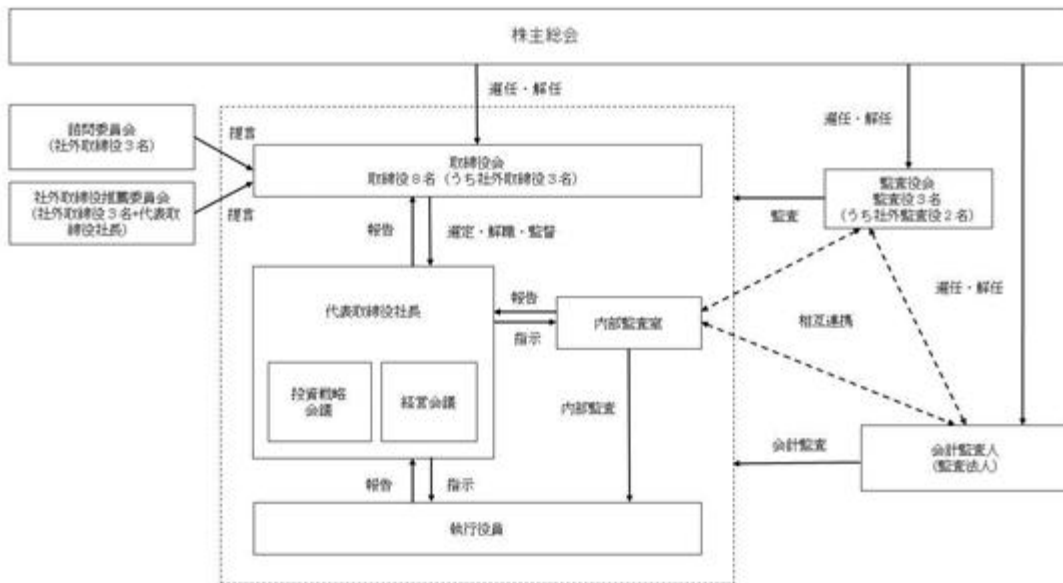 株主総会
選任・解任
諮問委員会
(社外取締役3名)
提言
取締役会
取締役8名（うち社外取締役3名）
選任・解任
監査役会
監査役3名
(うち社外監査役2名)
社外取締役推薦委員会
(社外取締役3名+代表取
締役社長)
提言
監査
報告
選定・解職・監督
選任・解任
代表取締役社長
報告
指示
内部監査室
相互連携
投資戦略
会議
経営会議
内部監査
会計監査
会計監査人
(監査法人)
報告
指示
執行役員